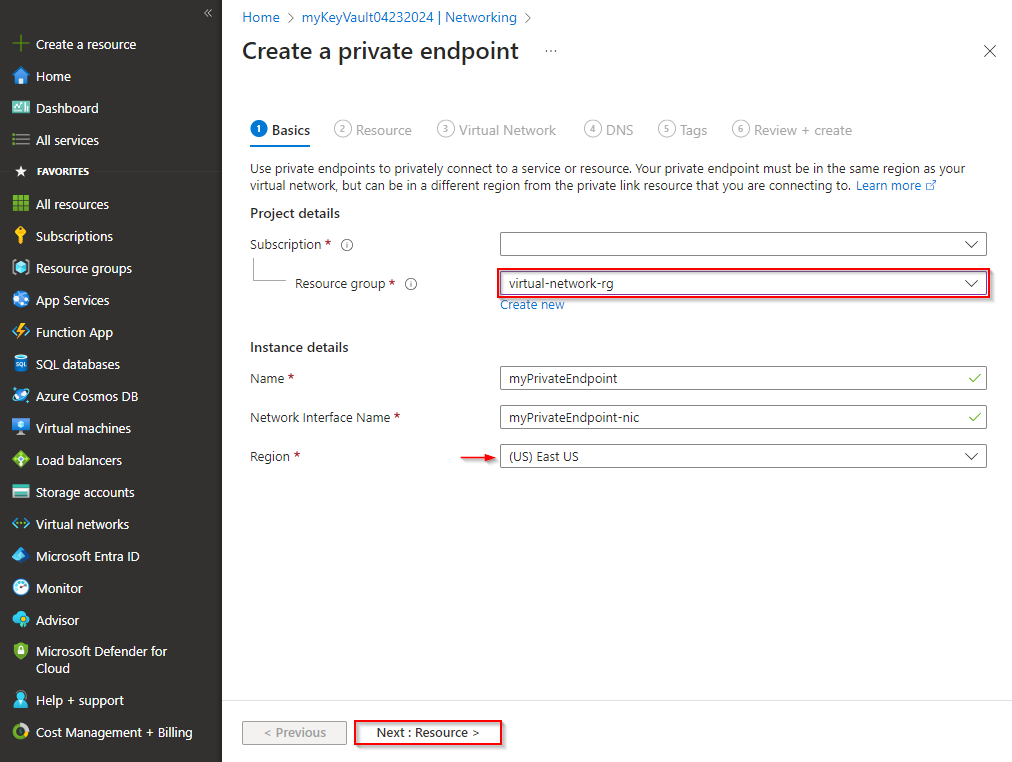 «
Create a resource
Home
Dashboard
All services
FAVORITES
All resources
Subscriptions
Resource groups
App Services
Function App
SQL databases
Azure Cosmos DB
Virtual machines
Load balancers
Storage accounts
Virtual networks
Microsoft Entra ID
Monitor
Advisor
Microsoft Defender for
Cloud
Help + support
Cost Management + Billing
Home > myKeyVault04232024 | Networking >
Create a private endpoint ...
1 Basics 2 Resource 3 Virtual Network 4 DNS 5 Tags 6 Review + create
Use private endpoints to privately connect to a service or resource. Your private endpoint must be in the same region as your
virtual network, but can be in a different region from the private link resource that you are connecting to. Learn more
Project details
Subscription *
Resource group * virtual-network-rg
Create new
Instance details
Name * myPrivateEndpoint
Network Interface Name * myPrivateEndpoint-nic
Region * (US) East US
< Previous Next : Resource >